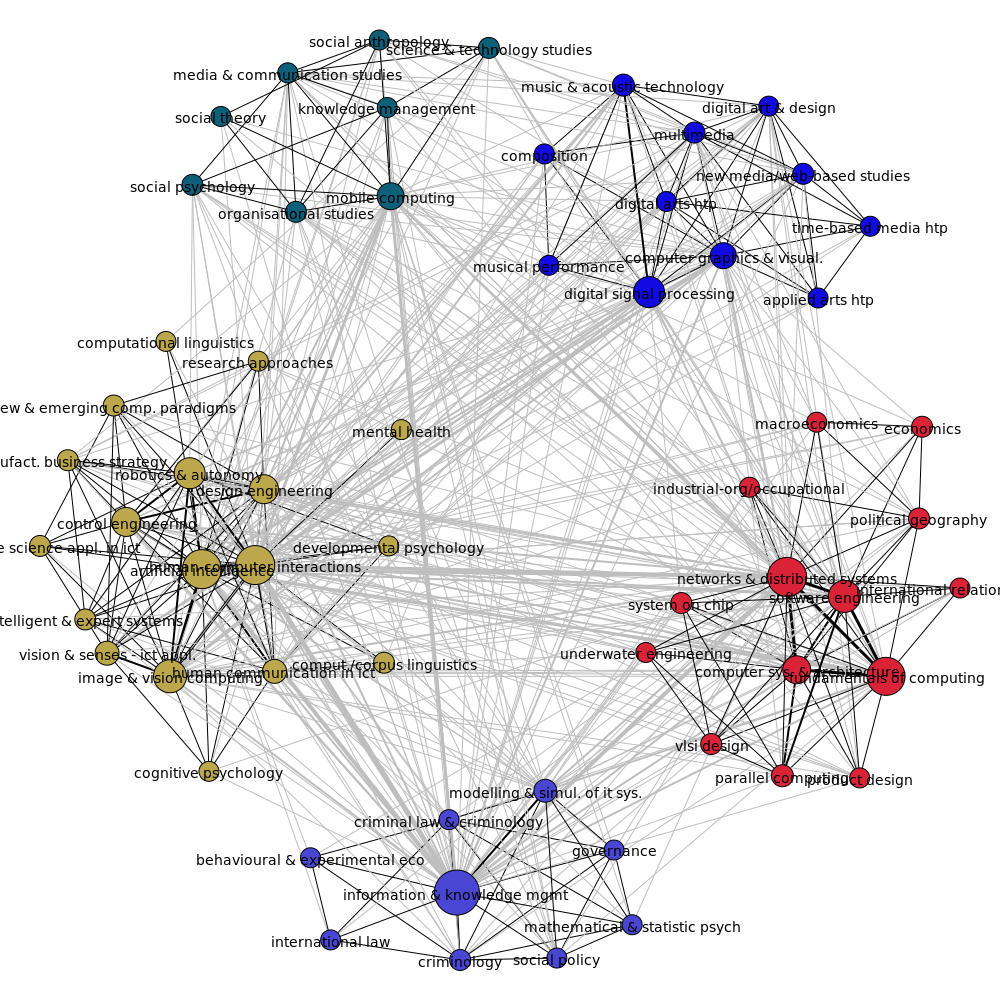 social anthropology
science & technology studies
media & communication studies
music & acoustic technology
digital art & design
knowledge management
social theory
multimedia
composition
new media/web-based studies
social psychology
mobile computing
digital arts htp
organisational studies
time-based media htp
computer graphics & visual.
musical performance
digital signal processing
applied arts htp
computational linguistics
research approaches
ew & emerging comp. paradigms
macroeconomics
economics
mental health
ufact. business strategy
robotics & autonomy
design engineering
industrial-org/occupational
control engineering
political geography
e science appl. in ict
developmental psychology
human computer interactions
artificial intelligence
networks & distributed systems
international relation
software engineering
system on chip
telligent & expert systems
vision & senses - ict appl.
underwater engineering
comput./corpus linguistics
human communication in ict
image & vision computing
computer sys. & architecture
fundamentals of computing
vlsi design
cognitive psychology
parallel computing
product design
modelling & simul. of it sys.
criminal law & criminology
governance
behavioural & experimental eco
information & knowledge mgmt
mathematical & statistic psych
international law
criminology
social policy